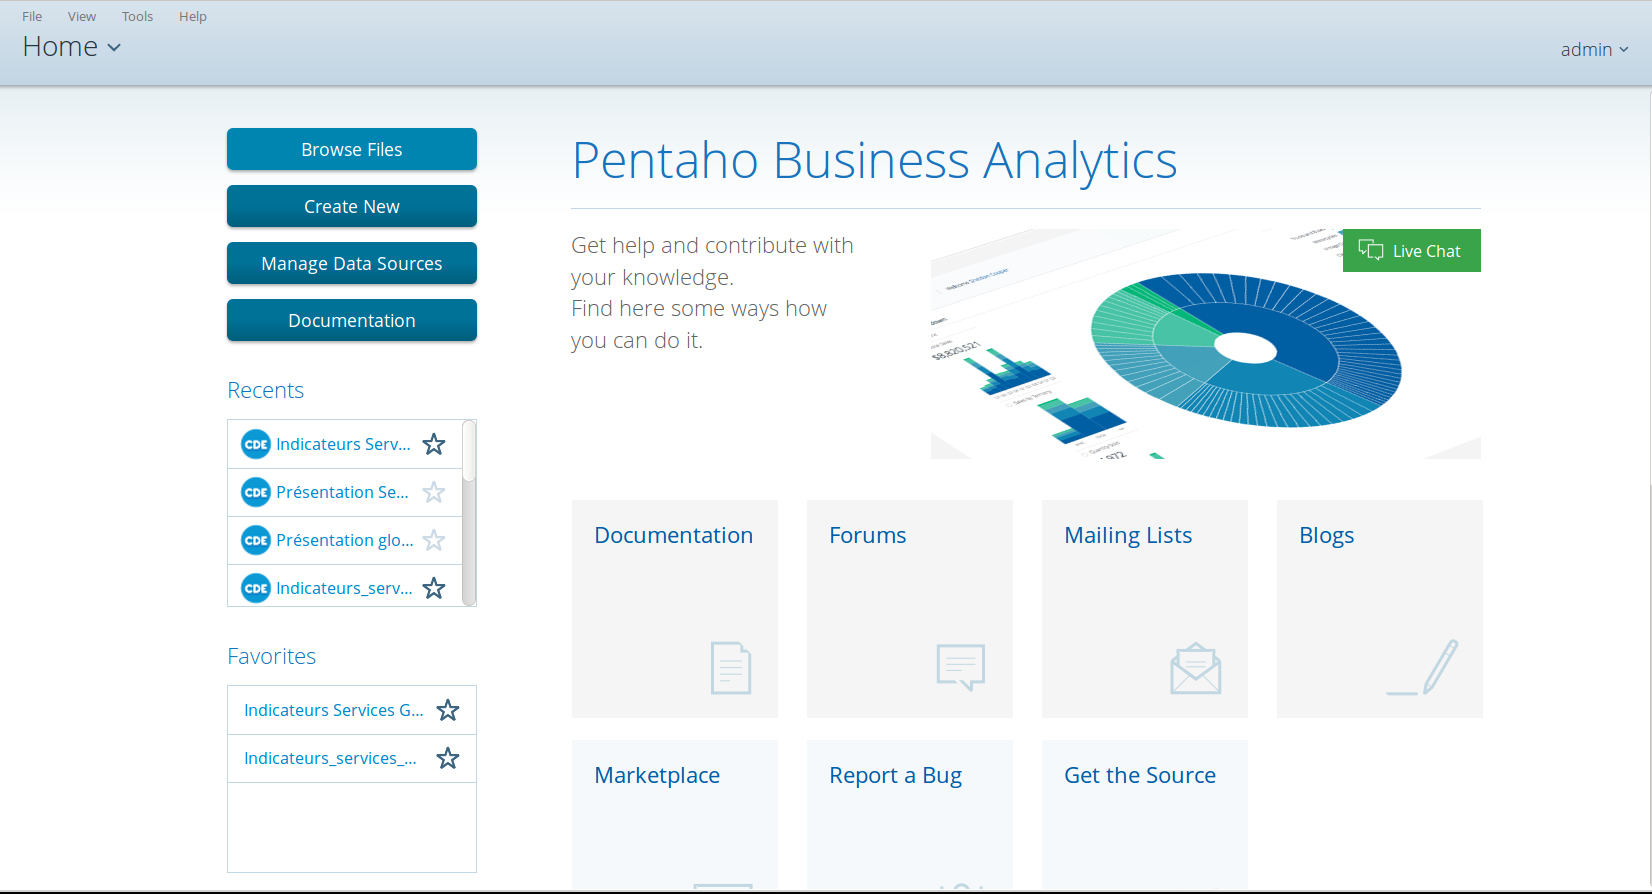 File View Tools Help
Home
admin
Browse Files
Create New
Manage Data Sources
Documentation
Recents
CDE Indicateurs Serv...
CDE Présentation Se...
CDE Présentation glo...
CDE Indicateurs_serv...
Favorites
Indicateurs Services G...
Indicateurs_services_...
Pentaho Business Analytics
Get help and contribute with
your knowledge.
Find here some ways how
you can do it.
Live Chat
$8,820,521
Documentation
Forums
Mailing Lists
Blogs
Marketplace
Report a Bug
Get the Source